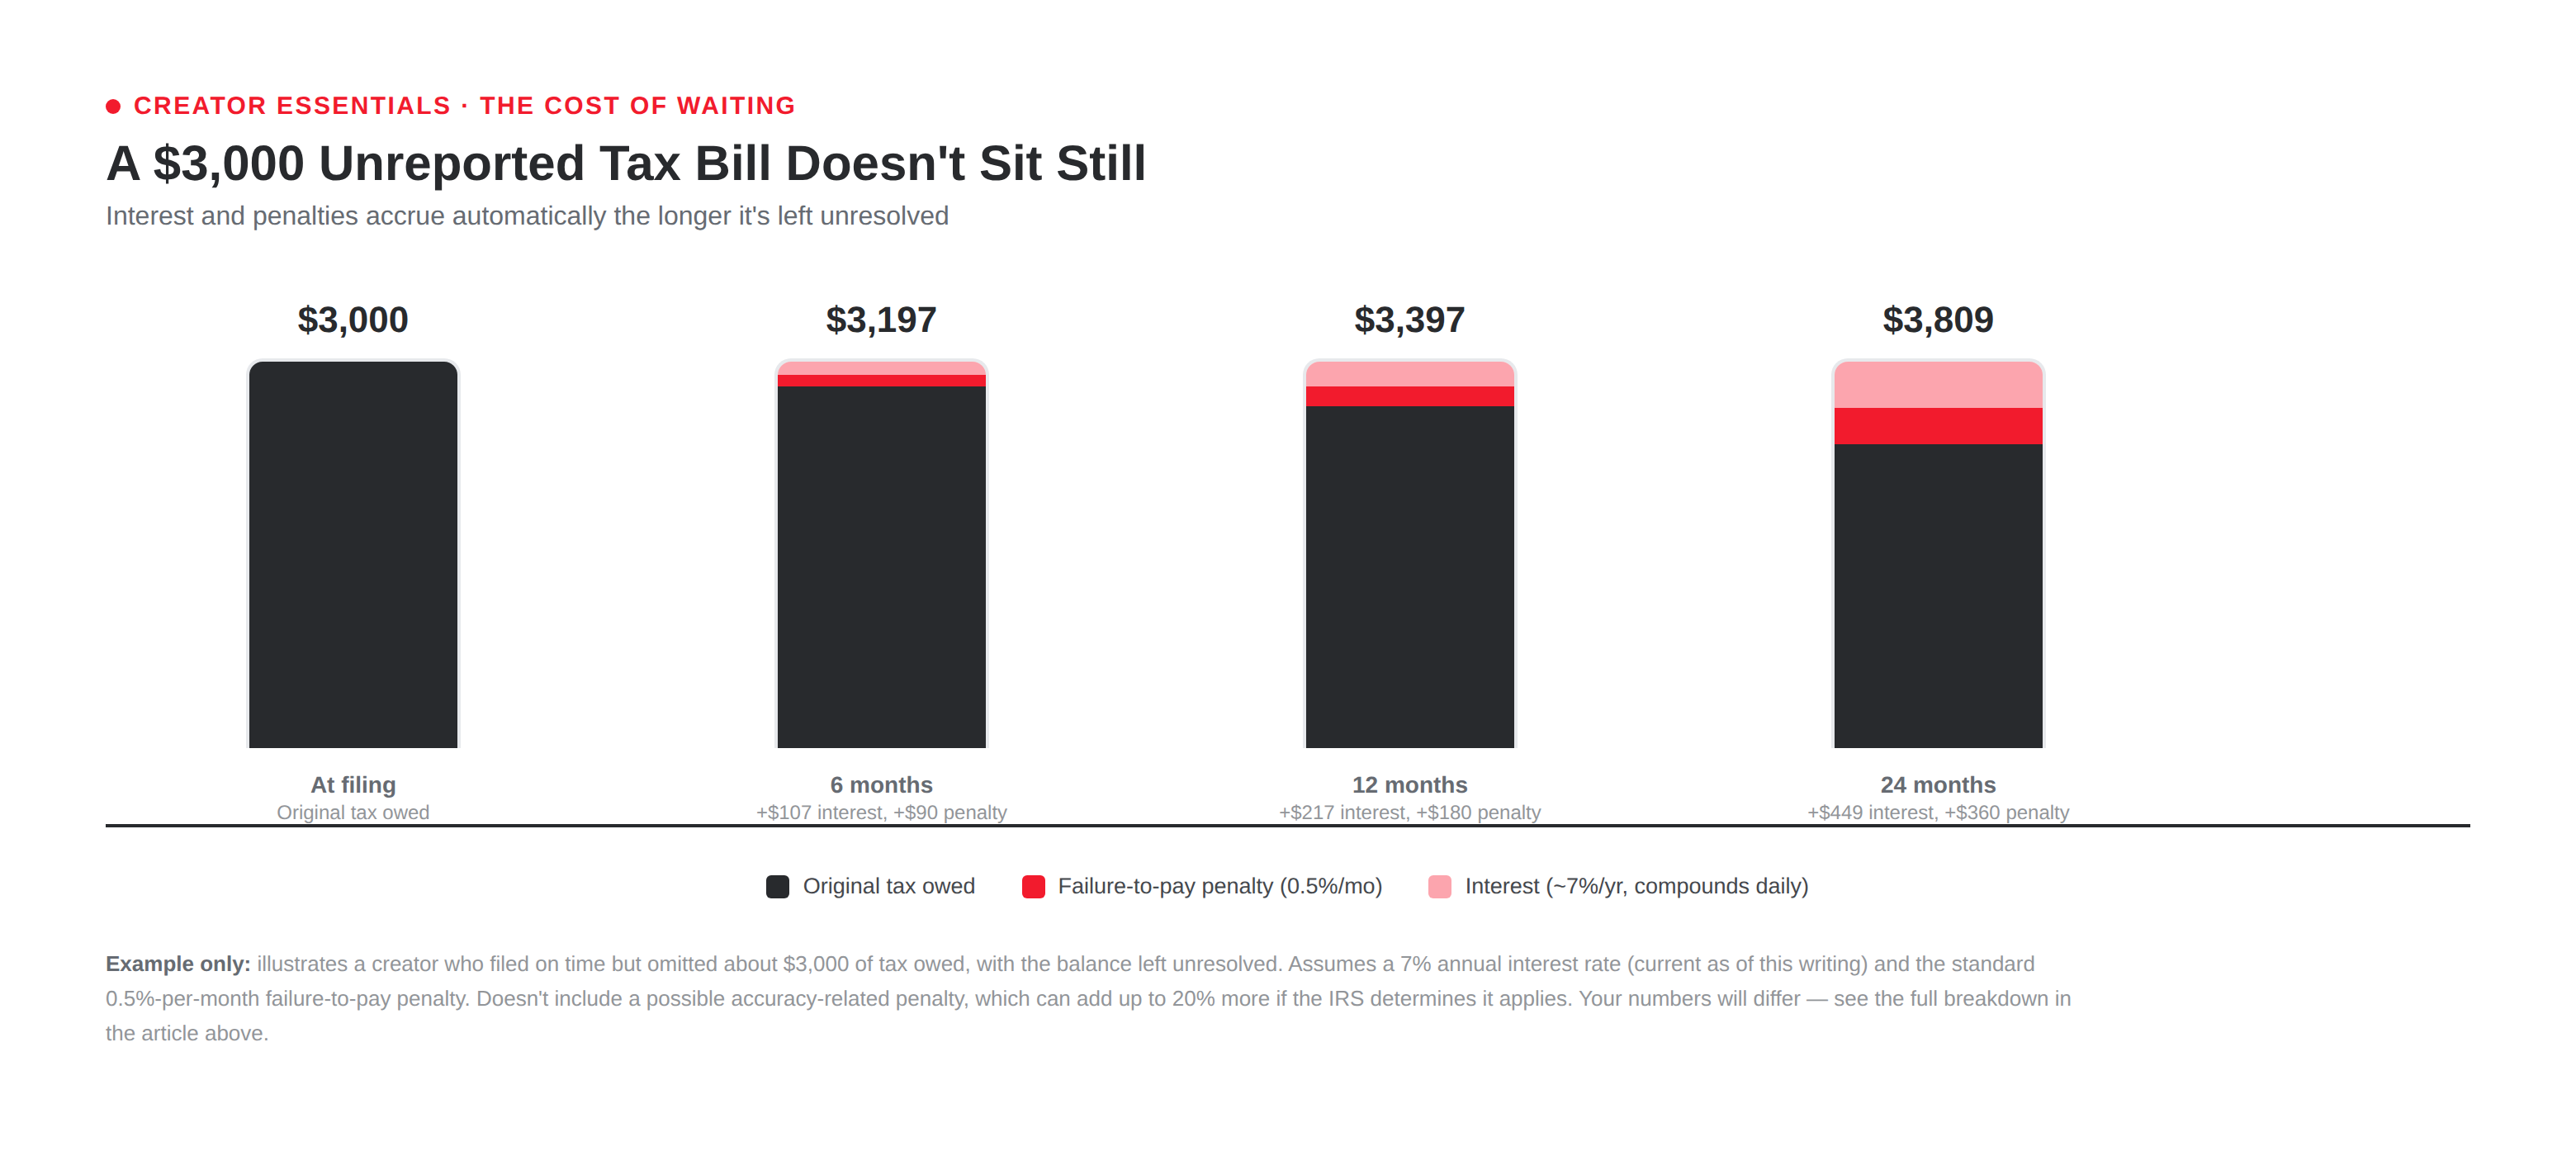 CREATOR ESSENTIALS · THE COST OF WAITING
A $3,000 Unreported Tax Bill Doesn't Sit Still
Interest and penalties accrue automatically the longer it's left unresolved
$3,000
$3,197
$3,397
$3,809
At filing
Original tax owed
6 months
+$107 interest, +$90 penalty
12 months
+$217 interest, +$180 penalty
24 months
+$449 interest, +$360 penalty
Original tax owed
Failure-to-pay penalty (0.5%/mo)
Interest (~7%/yr, compounds daily)
Example only: illustrates a creator who filed on time but omitted about $3,000 of tax owed, with the balance left unresolved. Assumes a 7% annual interest rate (current as of this writing) and the standard
0.5%-per-month failure-to-pay penalty. Doesn't include a possible accuracy-related penalty, which can add up to 20% more if the IRS determines it applies. Your numbers will differ — see the full breakdown in
the article above.